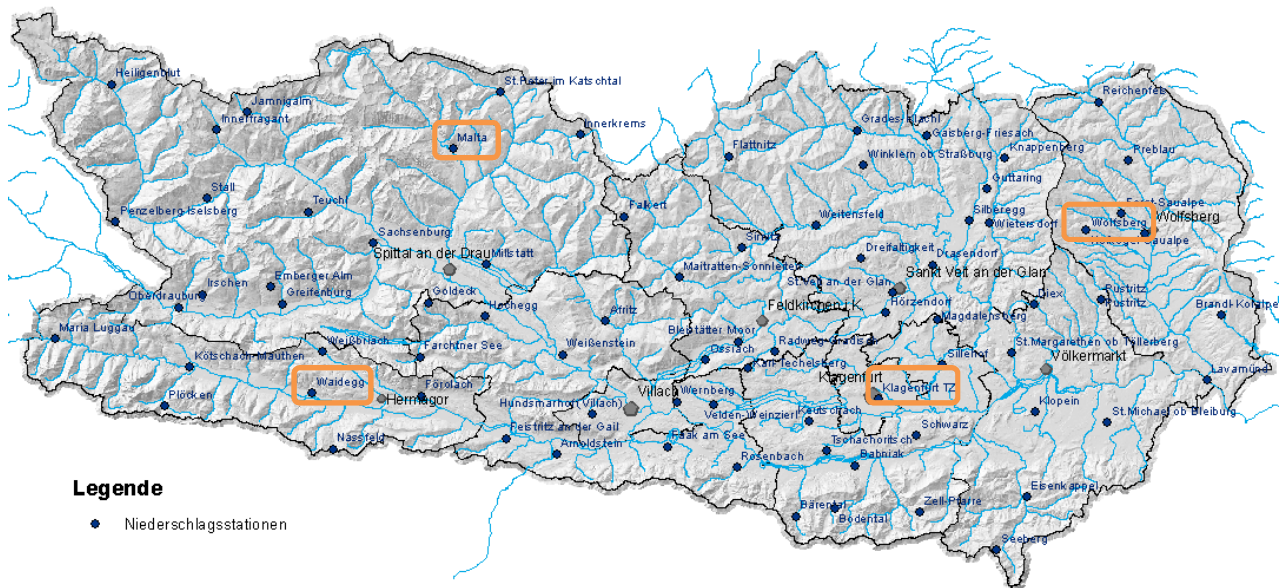 Heiligenblut
St.Peter im Katschtal
Reichenfels
Jamnigalm
Innerfragant
Malta
Innerkrems
Gaisberg-Friesach
Flattnitz
Winklern ob Straßburg
Knappenberg
Preblau
Guttaring
Stall
Teuchl
Penzelberg Iselsberg
Falkert
Weitensfeld
Silberegg
Wietersdorf
Wolfsberg
Wolfsberg
Sachsenburg
Spittal an der Drau
Millstatt
Sirnitz
Dreifaltigkeit
Drasendorf
Maitratten-Sonnleiten
Sankt Veit an der Glan
St.Veit an der Glan
Irschen
Emberger Alm
Greifenburg
Oberdrauburg
Goldeck
Hochegg
Afritz
Feldkirchen i.K.
Hörzendorf
Magdalensberg
Diex
Pustritz
Pustritz
Brandl Koralpe
Maria Luggau
Kötschach-Mauthen
Weißbriach
Farchtner See
Weißenstein
Bleistätter Moor
Ossiach
Radweg-Gradisch
Sillehof
St.Margarethen ob Töllerberg
Völkermarkt
Lavamünd
Waidegg
Förolach
Hermagor
Plöcken
Hundsmarhof (Villach)
Villach
Wernberg
Velden-Weinzierl
Klagenfurt
Klagenfurt TZ
Keutschach
Klopein
St.Michael ob Bleiburg
Nassfeld
Feistritz an der Gail
Arnoldstein
Faak am See
Rosenbach
Tschachoritsch
Schwarz
Babniak
Legende
Niederschlagsstationen
Bärental
Bodental
Zell-Pfarre
Eisenkappel
Seeberg